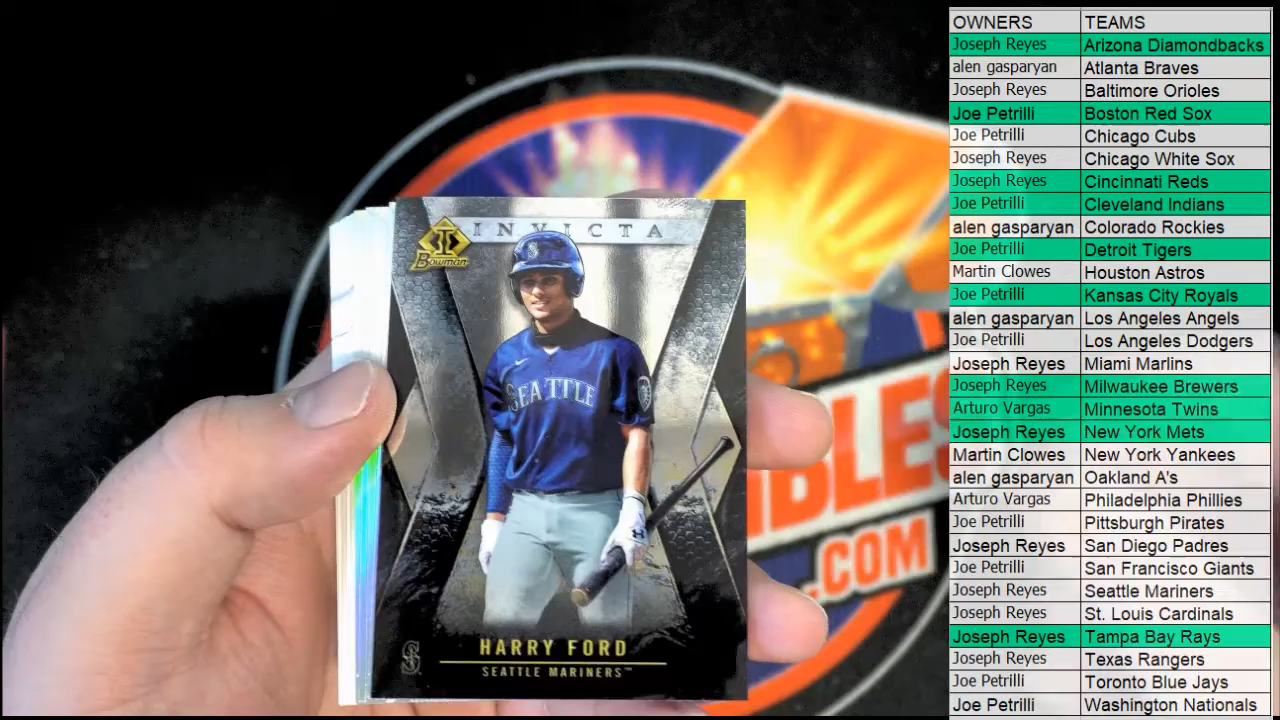 INVICTA
Bowman
S
SEATTLE
HARRY FORD
SEATTLE MARINERS™
BLES
.COM
OWNERS TEAMS
Joseph Reyes Arizona Diamondbacks
alen gasparyan Atlanta Braves
Joseph Reyes Baltimore Orioles
Joe Petrilli Boston Red Sox
Joe Petrilli Chicago Cubs
Joseph Reyes Chicago White Sox
Joseph Reyes Cincinnati Reds
Joe Petrilli Cleveland Indians
alen gasparyan Colorado Rockies
Joe Petrilli Detroit Tigers
Martin Clowes Houston Astros
Joe Petrilli Kansas City Royals
alen gasparyan Los Angeles Angels
Joe Petrilli Los Angeles Dodgers
Joseph Reyes Miami Marlins
Joseph Reyes Milwaukee Brewers
Arturo Vargas Minnesota Twins
Joseph Reyes New York Mets
Martin Clowes New York Yankees
alen gasparyan Oakland A's
Arturo Vargas Philadelphia Phillies
Joe Petrilli Pittsburgh Pirates
Joseph Reyes San Diego Padres
Joe Petrilli San Francisco Giants
Joseph Reyes Seattle Mariners
Joseph Reyes St. Louis Cardinals
Joseph Reyes Tampa Bay Rays
Joseph Reyes Texas Rangers
Joe Petrilli Toronto Blue Jays
Joe Petrilli Washington Nationals